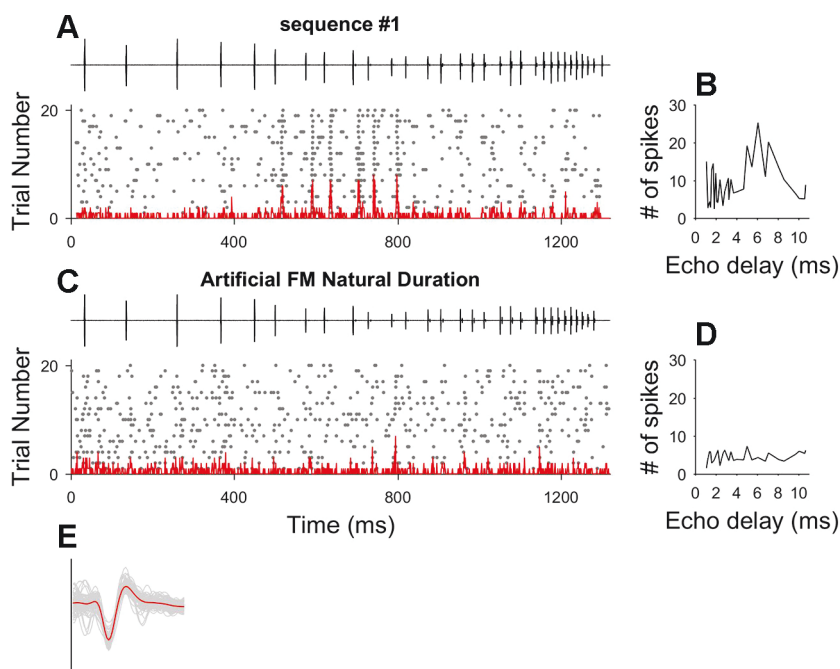 A
sequence #1
Trial Number
20
0
0
400
800
1200
B
# of spikes
30
20
10
0
0 2 4 6 8 10
Echo delay (ms)
C
Artificial FM Natural Duration
Trial Number
20
0
0
400
800
1200
Time (ms)
D
# of spikes
30
20
10
0
0 2 4 6 8 10
Echo delay (ms)
E